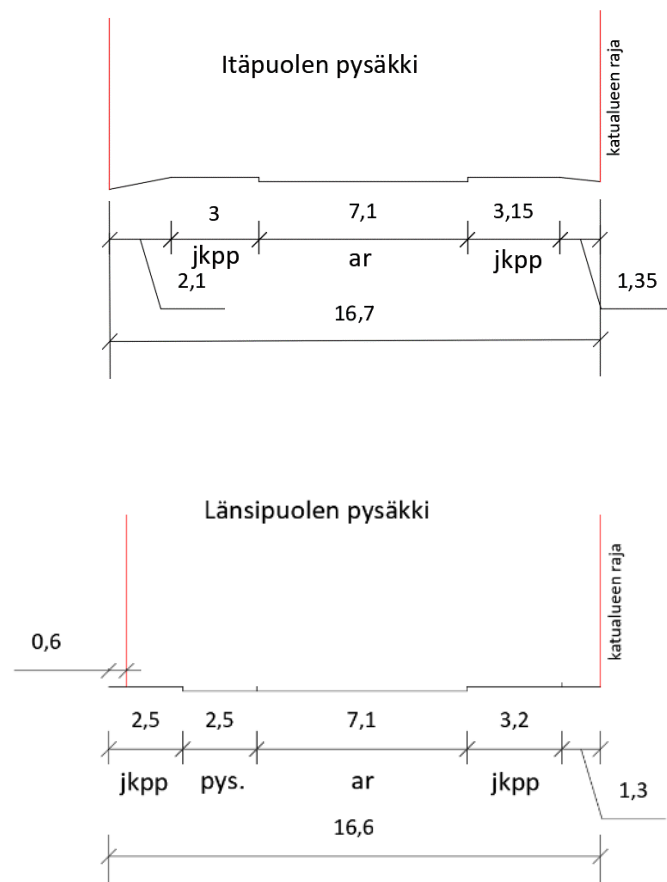 Itäpuolen pysäkki
katualueen raja
3
7,1
3,15
jkpp
ar
jkpp
2,1
1,35
16,7
Länsipuolen pysäkki
katualueen raja
0,6
2,5
2,5
7,1
3,2
jkpp
pys.
ar
jkpp
1,3
16,6